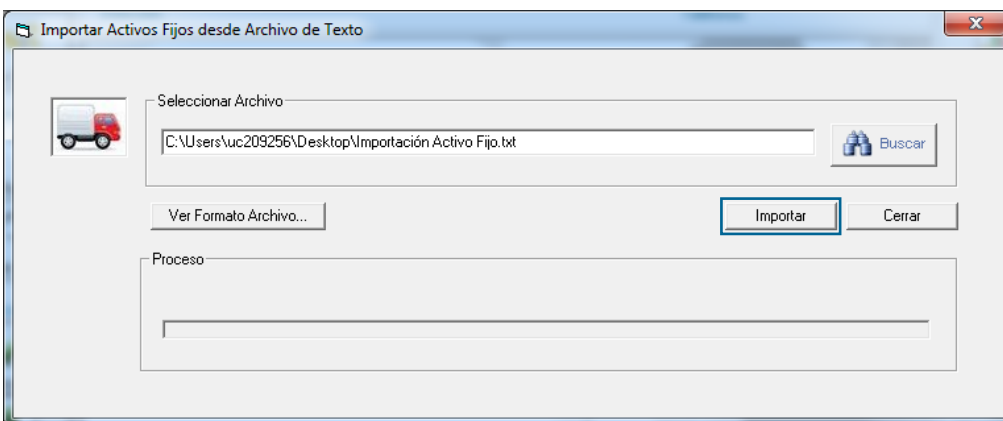 Importar Activos Fijos desde Archivo de Texto
Seleccionar Archivo
C:\Users\uc209256\Desktop\Importación Activo Fijo.txt
Buscar
Ver Formato Archivo...
Importar
Cerrar
Proceso